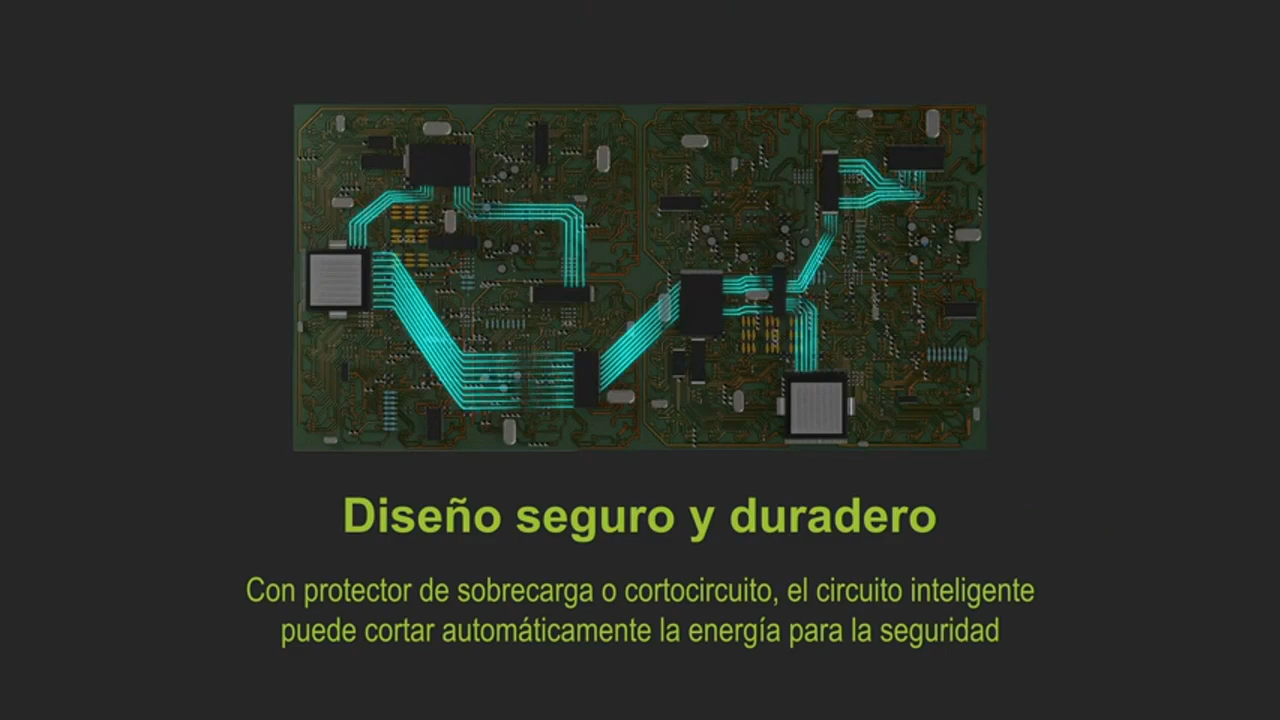 Diseño seguro y duradero
Con protector de sobrecarga o cortocircuito, el circuito inteligente
puede cortar automáticamente la energía para la seguridad